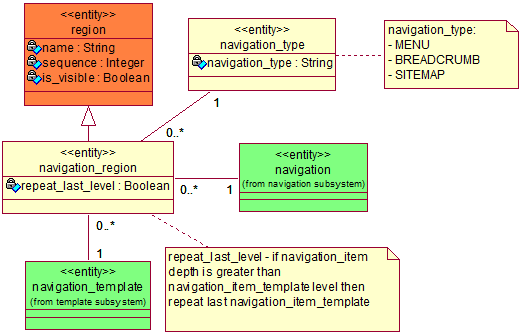 <<entity>>
region
name : String
sequence : Integer
is_visible : Boolean
<<entity>>
navigation_type
navigation_type : String
navigation_type:
- MENU
- BREADCRUMB
- SITEMAP
1
0..*
<<entity>>
navigation_region
repeat_last_level : Boolean
0..*
1
<<entity>>
navigation
(from navigation subsystem)
0..*
1
<<entity>>
navigation_template
(from template subsystem)
repeat_last_level - if navigation_item
depth is greater than
navigation_item_template level then
repeat last navigation_item_template